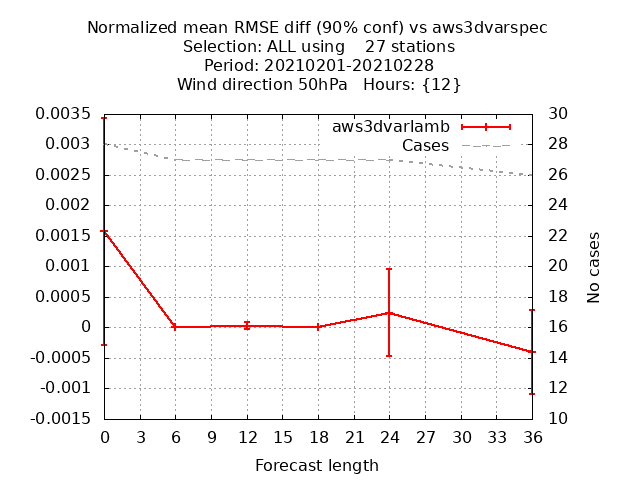 Normalized mean RMSE diff (90% conf) vs aws3dvarspec
Selection: ALL using    27 stations
Period: 20210201-20210228
Wind direction 50hPa   Hours: {12}
0.0035
0.003
0.0025
0.002
0.0015
0.001
0.0005
0
-0.0005
-0.001
-0.0015
aws3dvarlamb
Cases
30
28
26
24
22
20
18
16
14
12
10
No cases
0 3 6 9 12 15 18 21 24 27 30 33 36
Forecast length